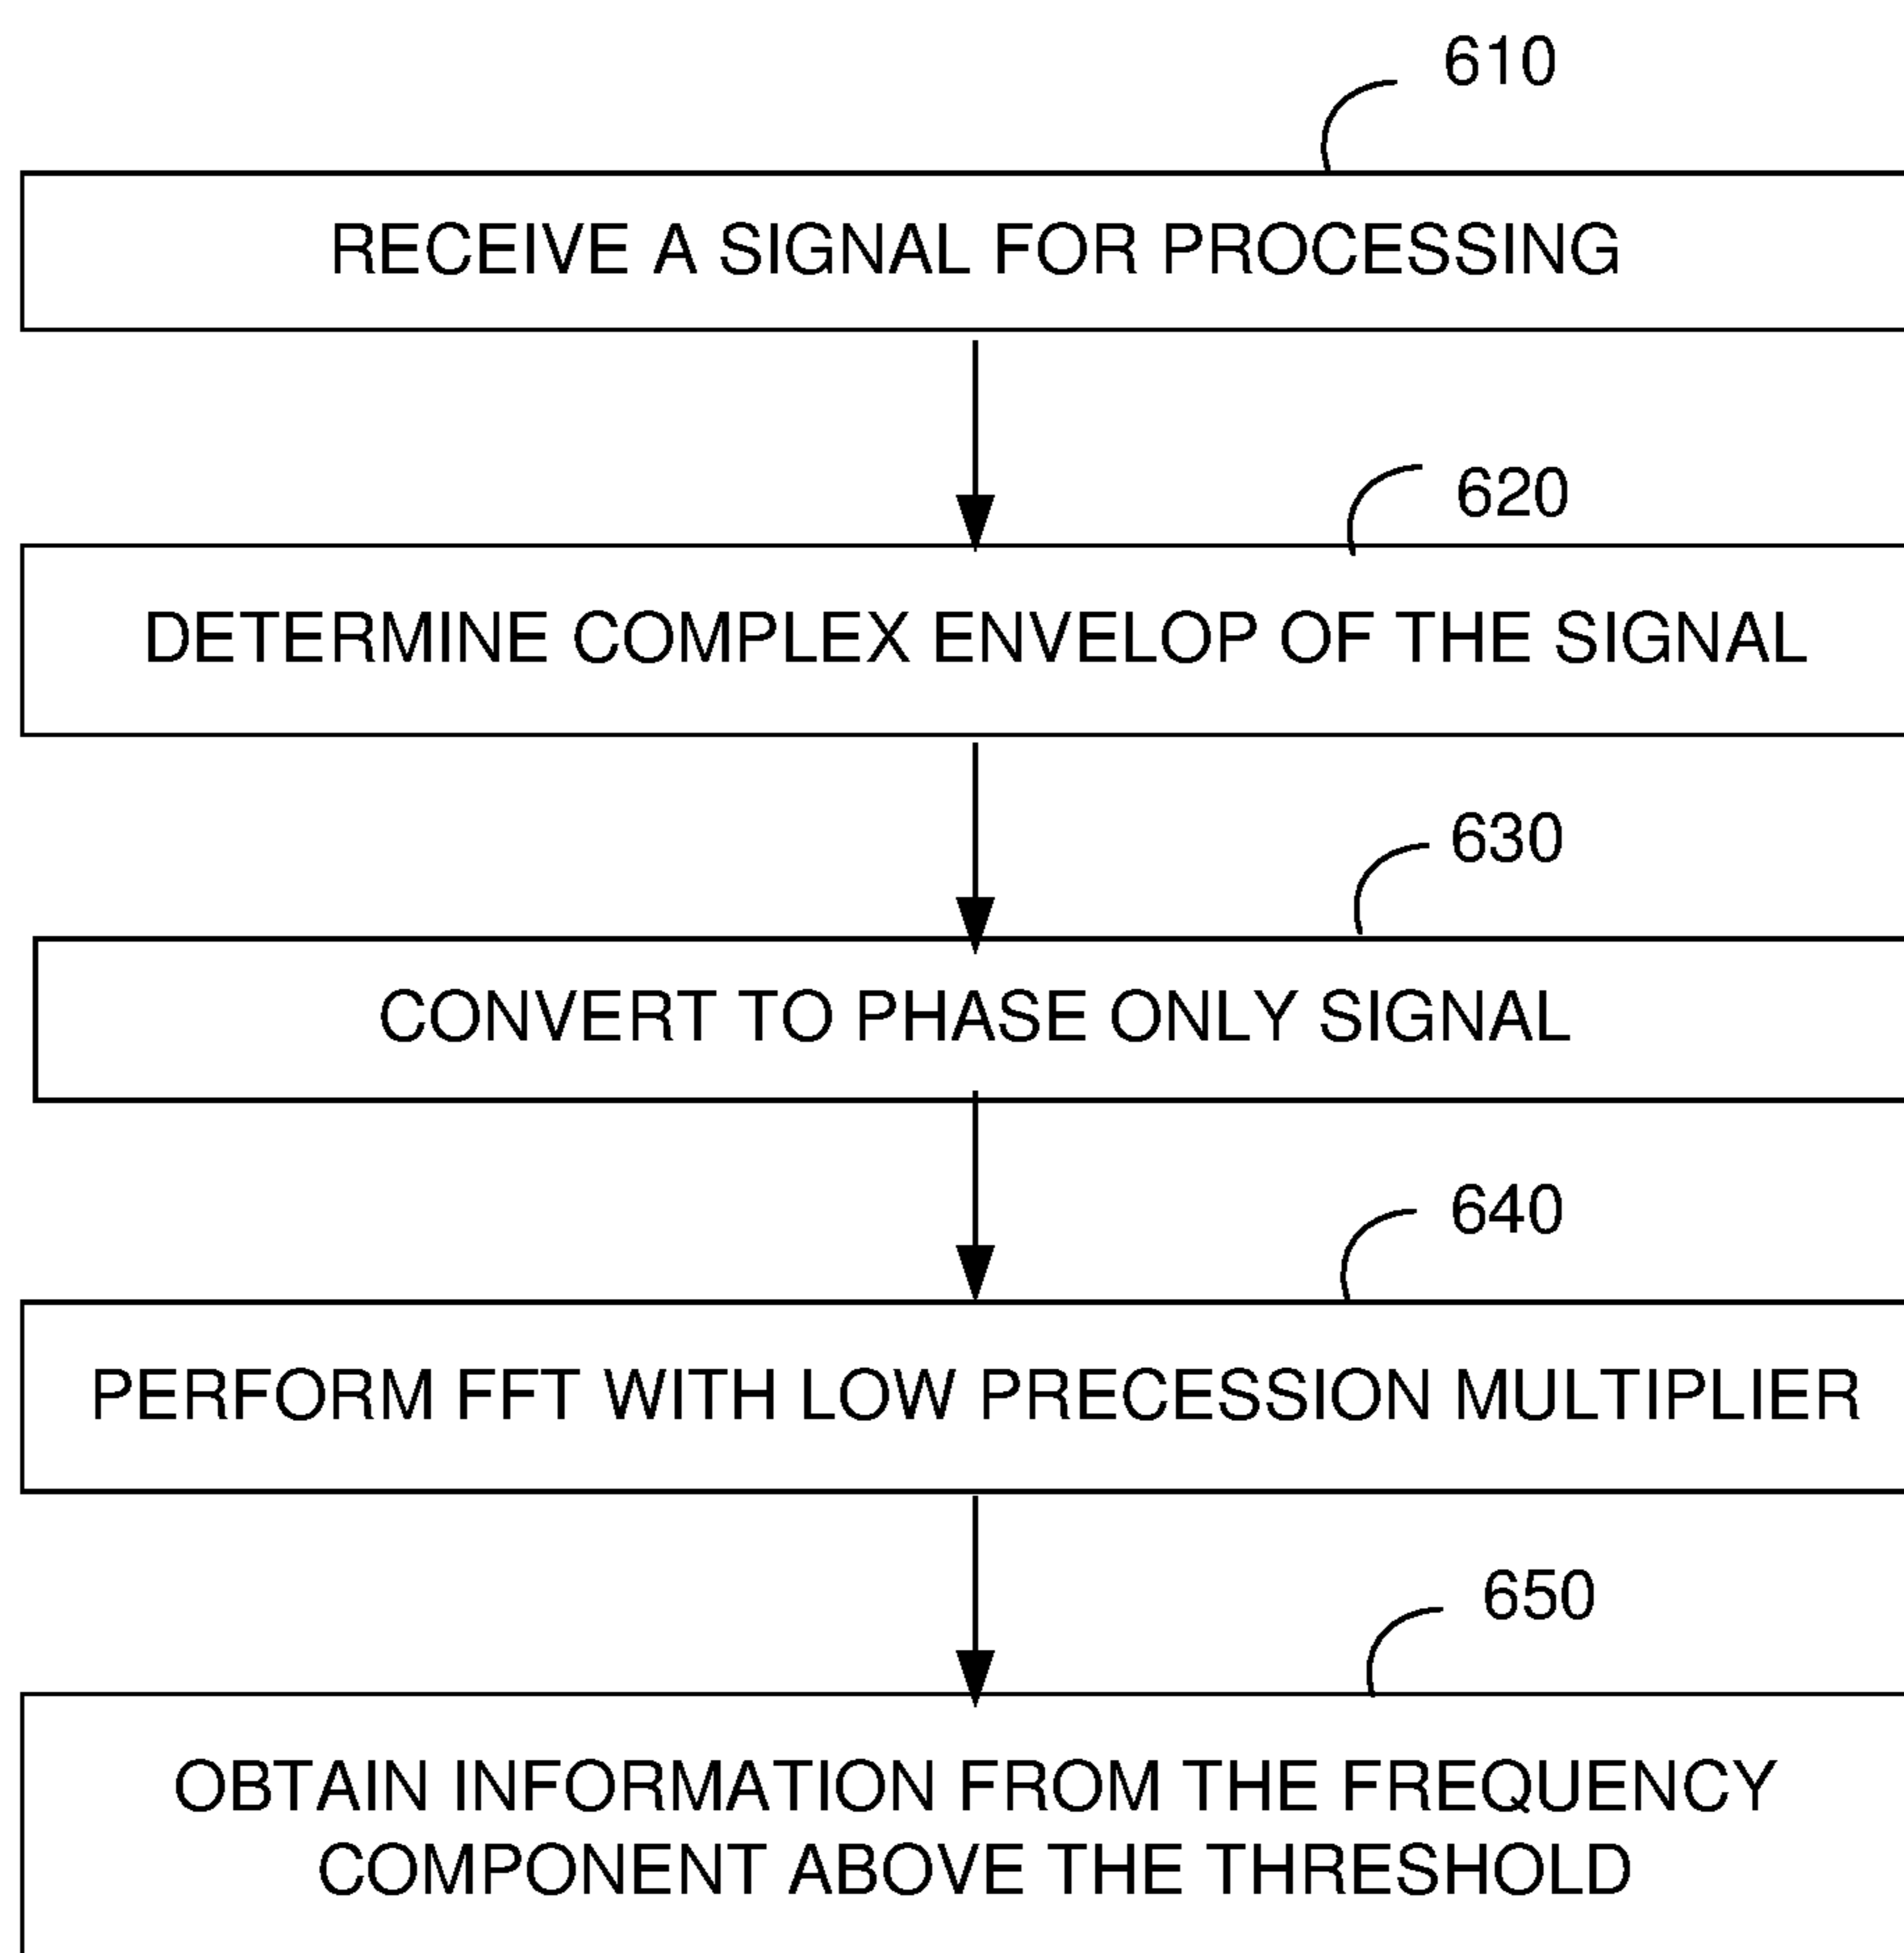 610
RECEIVE A SIGNAL FOR PROCESSING
620
DETERMINE COMPLEX ENVELOP OF THE SIGNAL
630
CONVERT TO PHASE ONLY SIGNAL
640
PERFORM FFT WITH LOW PRECESSION MULTIPLIER
650
OBTAIN INFORMATION FROM THE FREQUENCY
COMPONENT ABOVE THE THRESHOLD